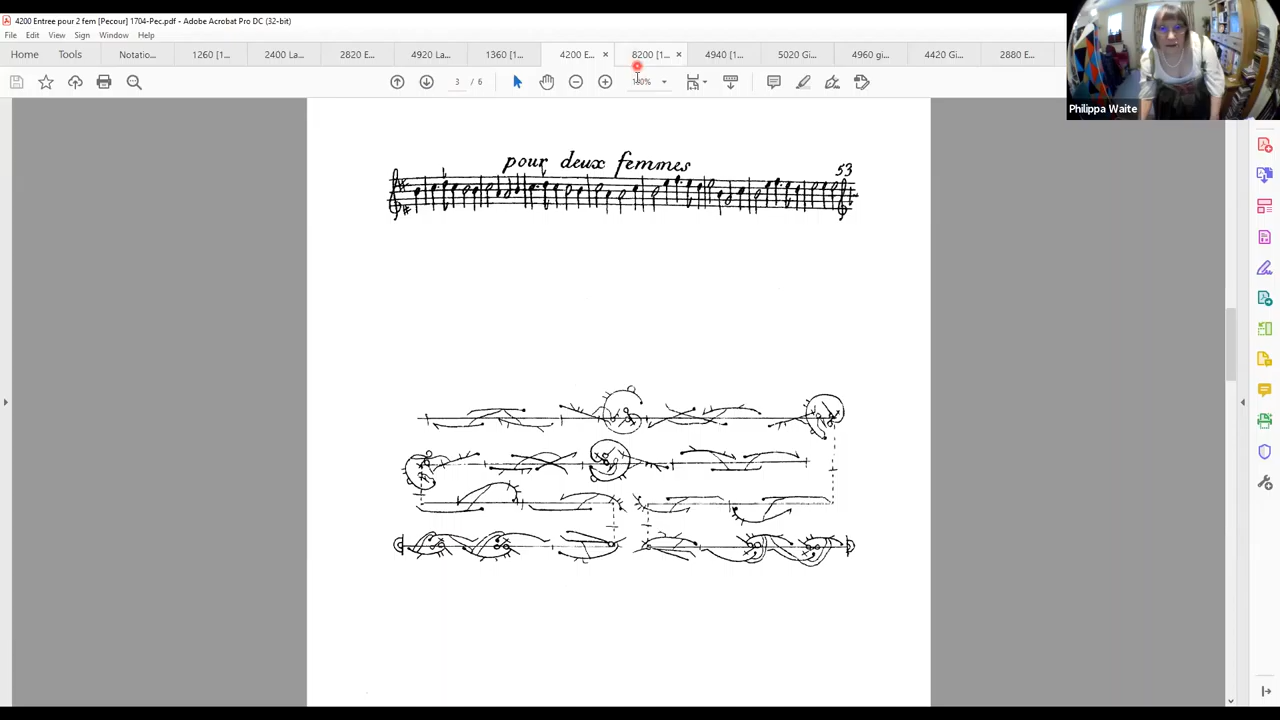 4200 Entree pour 2 fem [Pecour] 1704-Pec.pdf - Adobe Acrobat Pro DC (32-bit)
File Edit View Sign Window Help
Home Tools Notatio... 1260 [1... 2400 La... 2820 E... 4920 La... 1360 [1... 4200 E... 8200 [1... 4940 [1... 5020 Gi... 4960 gi... 4420 Gi... 2880 E...
3 / 6
Philippa Waite
pour deux femmes 53